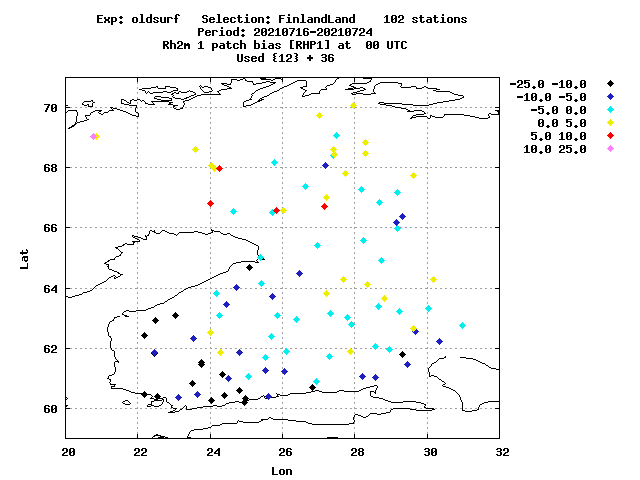 Exp: oldsurf   Selection: FinlandLand    102 stations
Period: 20210716-20210724
Rh2m 1 patch bias [RHP1] at  00 UTC
Used {12} + 36
-25.0 -10.0
-10.0 -5.0
-5.0 0.0
0.0 5.0
5.0 10.0
10.0 25.0
70
68
66
64
62
60
Lat
20 22 24 26 28 30 32
Lon